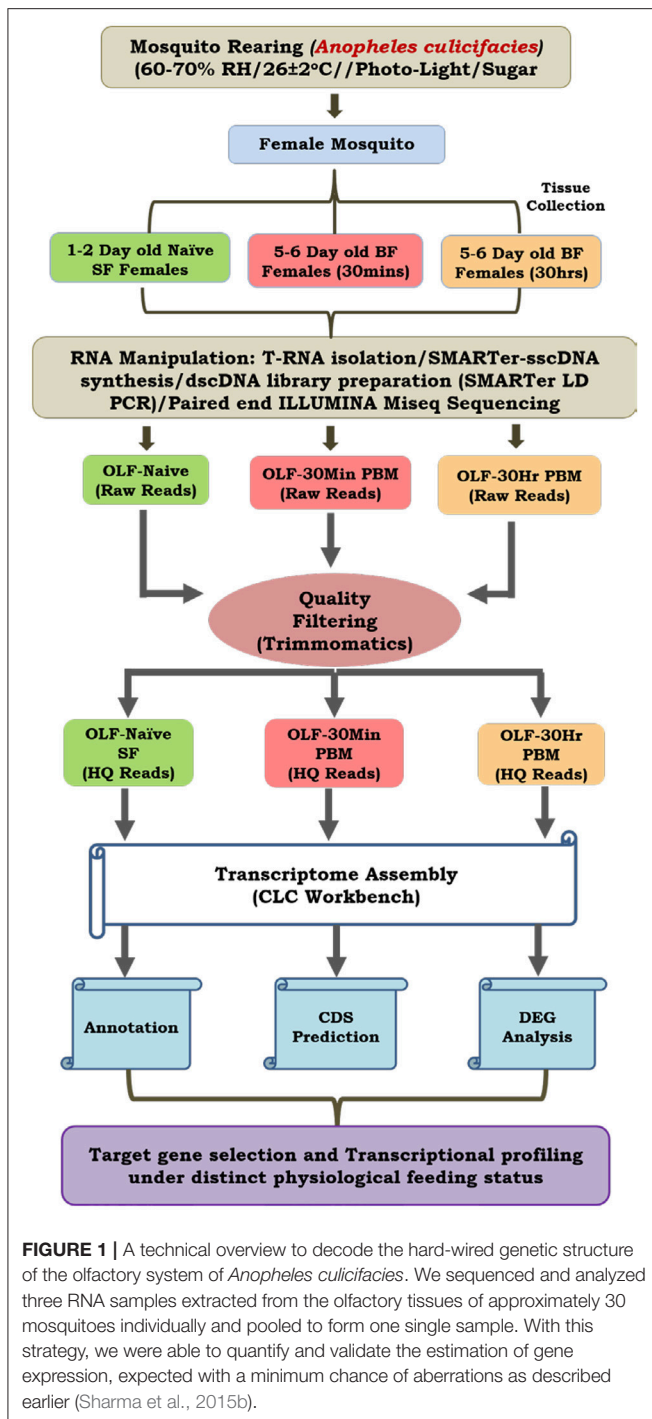 Mosquito Rearing (Anopheles culicifacies)
(60-70% RH/26±2ºC//Photo-Light/Sugar
Female Mosquito
Tissue
Collection
1-2 Day old Naïve
SF Females
5-6 Day old BF
Females (30mins)
5-6 Day old BF
Females (30hrs)
RNA Manipulation: T-RNA isolation/SMARTer-sscDNA
synthesis/dscDNA library preparation (SMARTer LD
PCR)/Paired end ILLUMINA Miseq Sequencing
OLF-Naive
(Raw Reads)
OLF-30Min PBM
(Raw Reads)
OLF-30Hr PBM
(Raw Reads)
Quality
Filtering
(Trimmomatics)
OLF-Naïve
SF
(HQ Reads)
OLF-30Min
PBM
(HQ Reads)
OLF-30Hr
PBM
(HQ Reads)
Transcriptome Assembly
(CLC Workbench)
Annotation
CDS
Prediction
DEG
Analysis
Target gene selection and Transcriptional profiling
under distinct physiological feeding status
FIGURE 1 | A technical overview to decode the hard-wired genetic structure
of the olfactory system of Anopheles culicifacies. We sequenced and analyzed
three RNA samples extracted from the olfactory tissues of approximately 30
mosquitoes individually and pooled to form one single sample. With this
strategy, we were able to quantify and validate the estimation of gene
expression, expected with a minimum chance of aberrations as described
earlier (Sharma et al., 2015b).